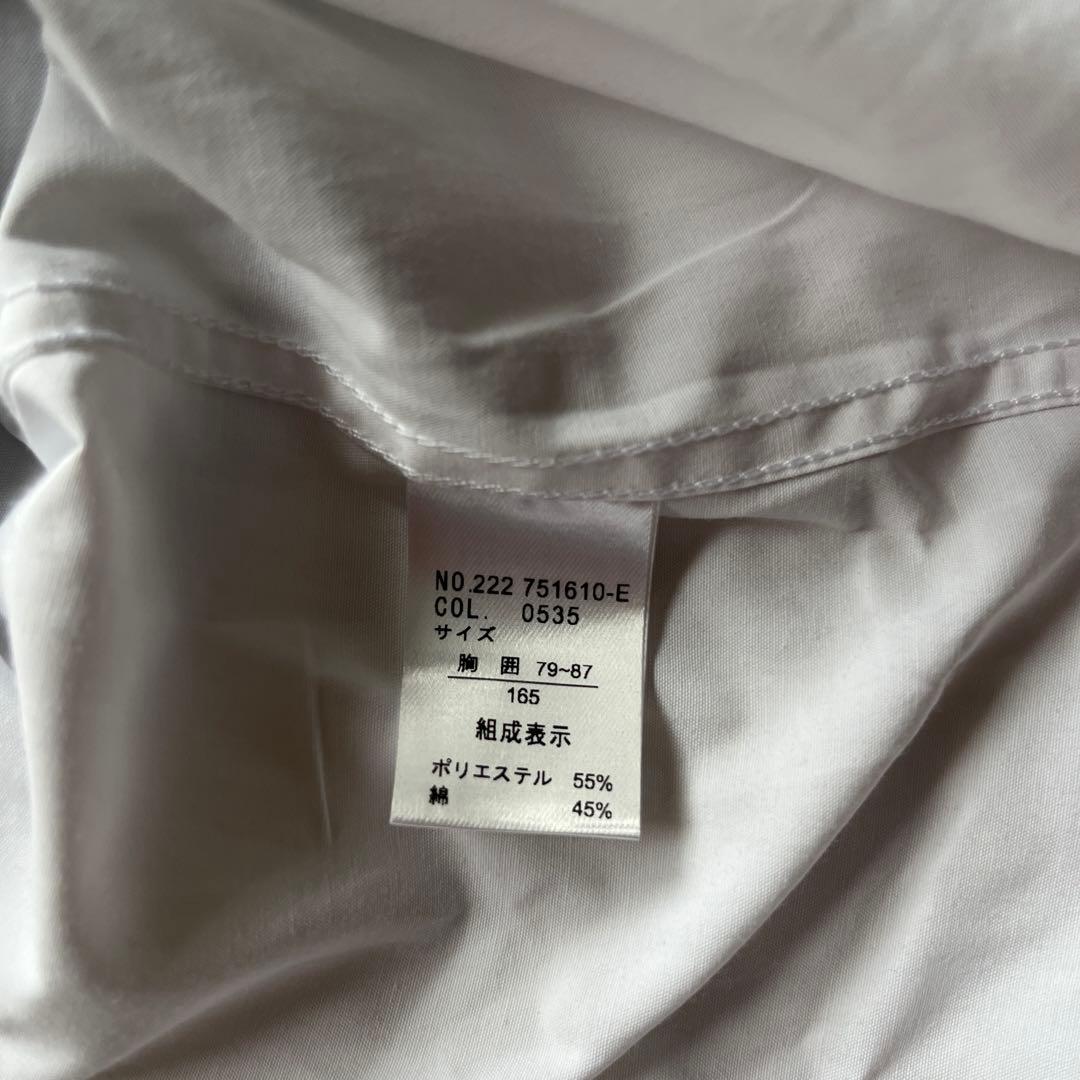 NO.222 751610-E
COL. 0535
サイズ
胸 囲 79~87
165
組成表示
ポリエステル 55%
綿 45%